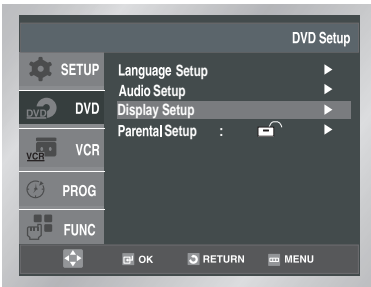 DVD Setup
SETUP
DVD DVD
VCR VCR
PROG
FUNC
Language Setup
Audio Setup
Display Setup
Parental Setup :
OK RETURN MENU